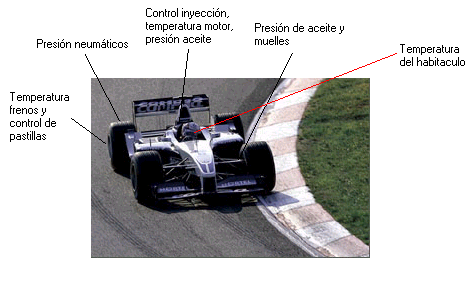 Control inyección,
temperatura motor,
presión aceite
Presión neumáticos
Presión de aceite y
muelles
Temperatura
del habitaculo
Temperatura
frenos y
control de
pastillas